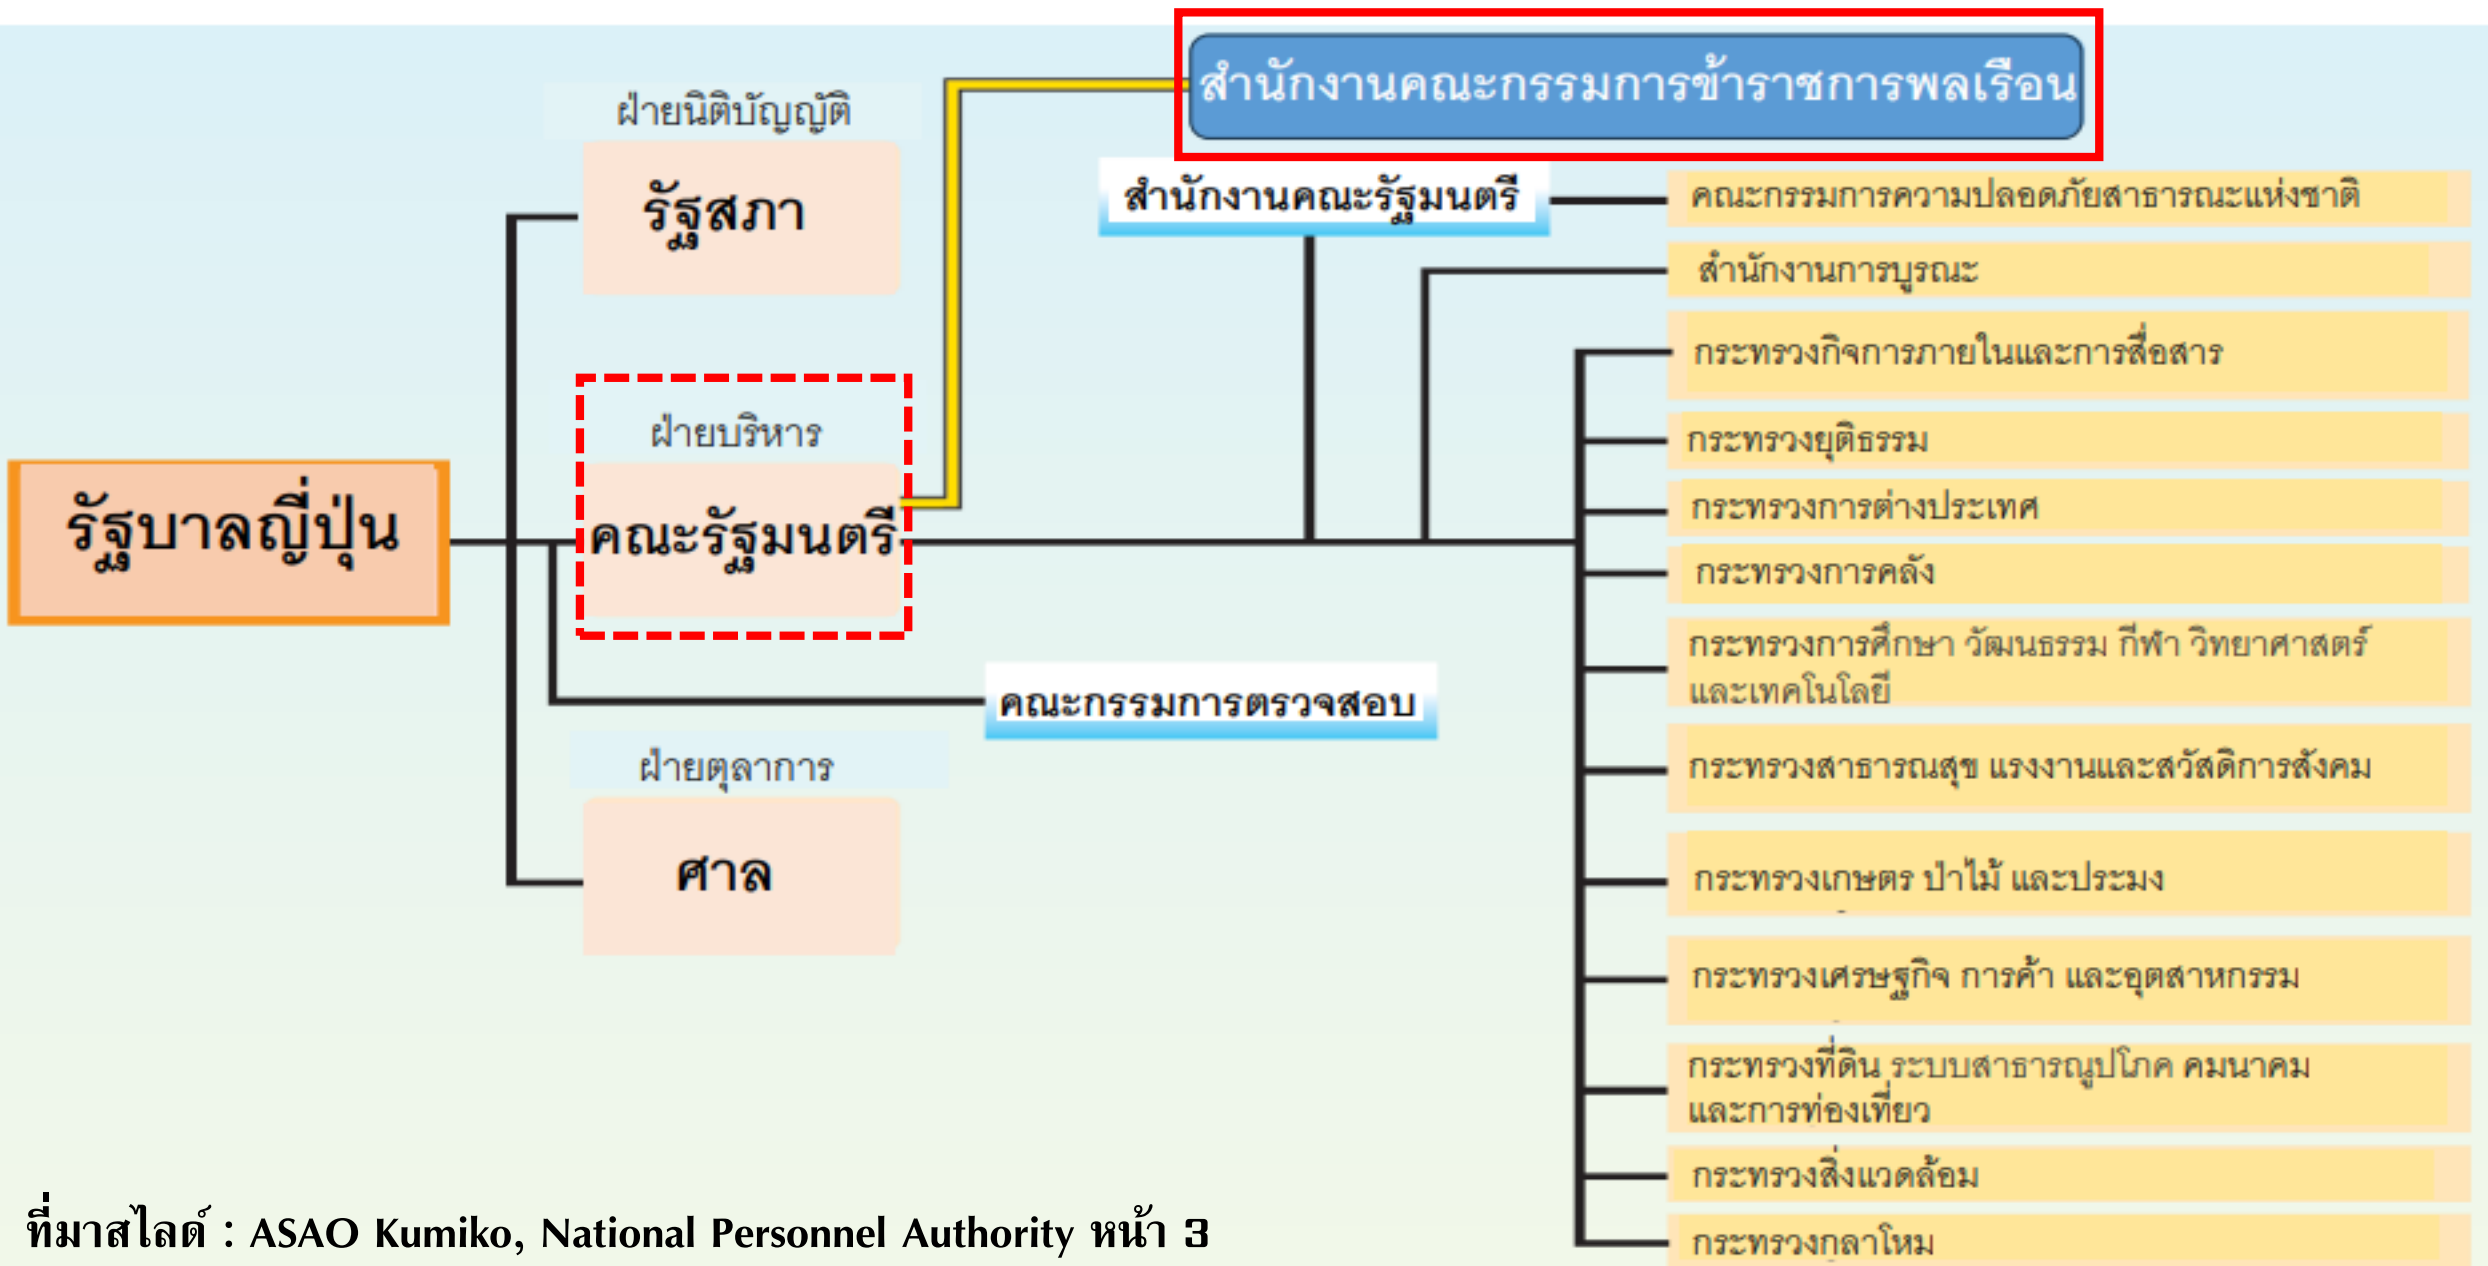 สำนักงานคณะกรรมการข้าราชการพลเรือน
ฝ่ายนิติบัญญัติ
รัฐสภา
สำนักงานคณะรัฐมนตรี
คณะกรรมการความปลอดภัยสาธารณะแห่งชาติ
สำนักงานการบูรณะ
กระทรวงกิจการภายในและการสื่อสาร
ฝ่ายบริหาร
คณะรัฐมนตรี
รัฐบาลญี่ปุ่น
กระทรวงยุติธรรม
กระทรวงการต่างประเทศ
กระทรวงการคลัง
กระทรวงการศึกษา วัฒนธรรม กีฬา วิทยาศาสตร์
และเทคโนโลยี
คณะกรรมการตรวจสอบ
ฝ่ายตุลาการ
ศาล
กระทรวงสาธารณสุข แรงงานและสวัสดิการสังคม
กระทรวงเกษตร ป่าไม้ และประมง
กระทรวงเศรษฐกิจ การค้า และอุตสาหกรรม
กระทรวงที่ดิน ระบบสาธารณูปโภค คมนาคม
และการท่องเที่ยว
กระทรวงสิ่งแวดล้อม
กระทรวงกลาโหม
ที่มาสไลด์ : ASAO Kumiko, National Personnel Authority หน้า 3